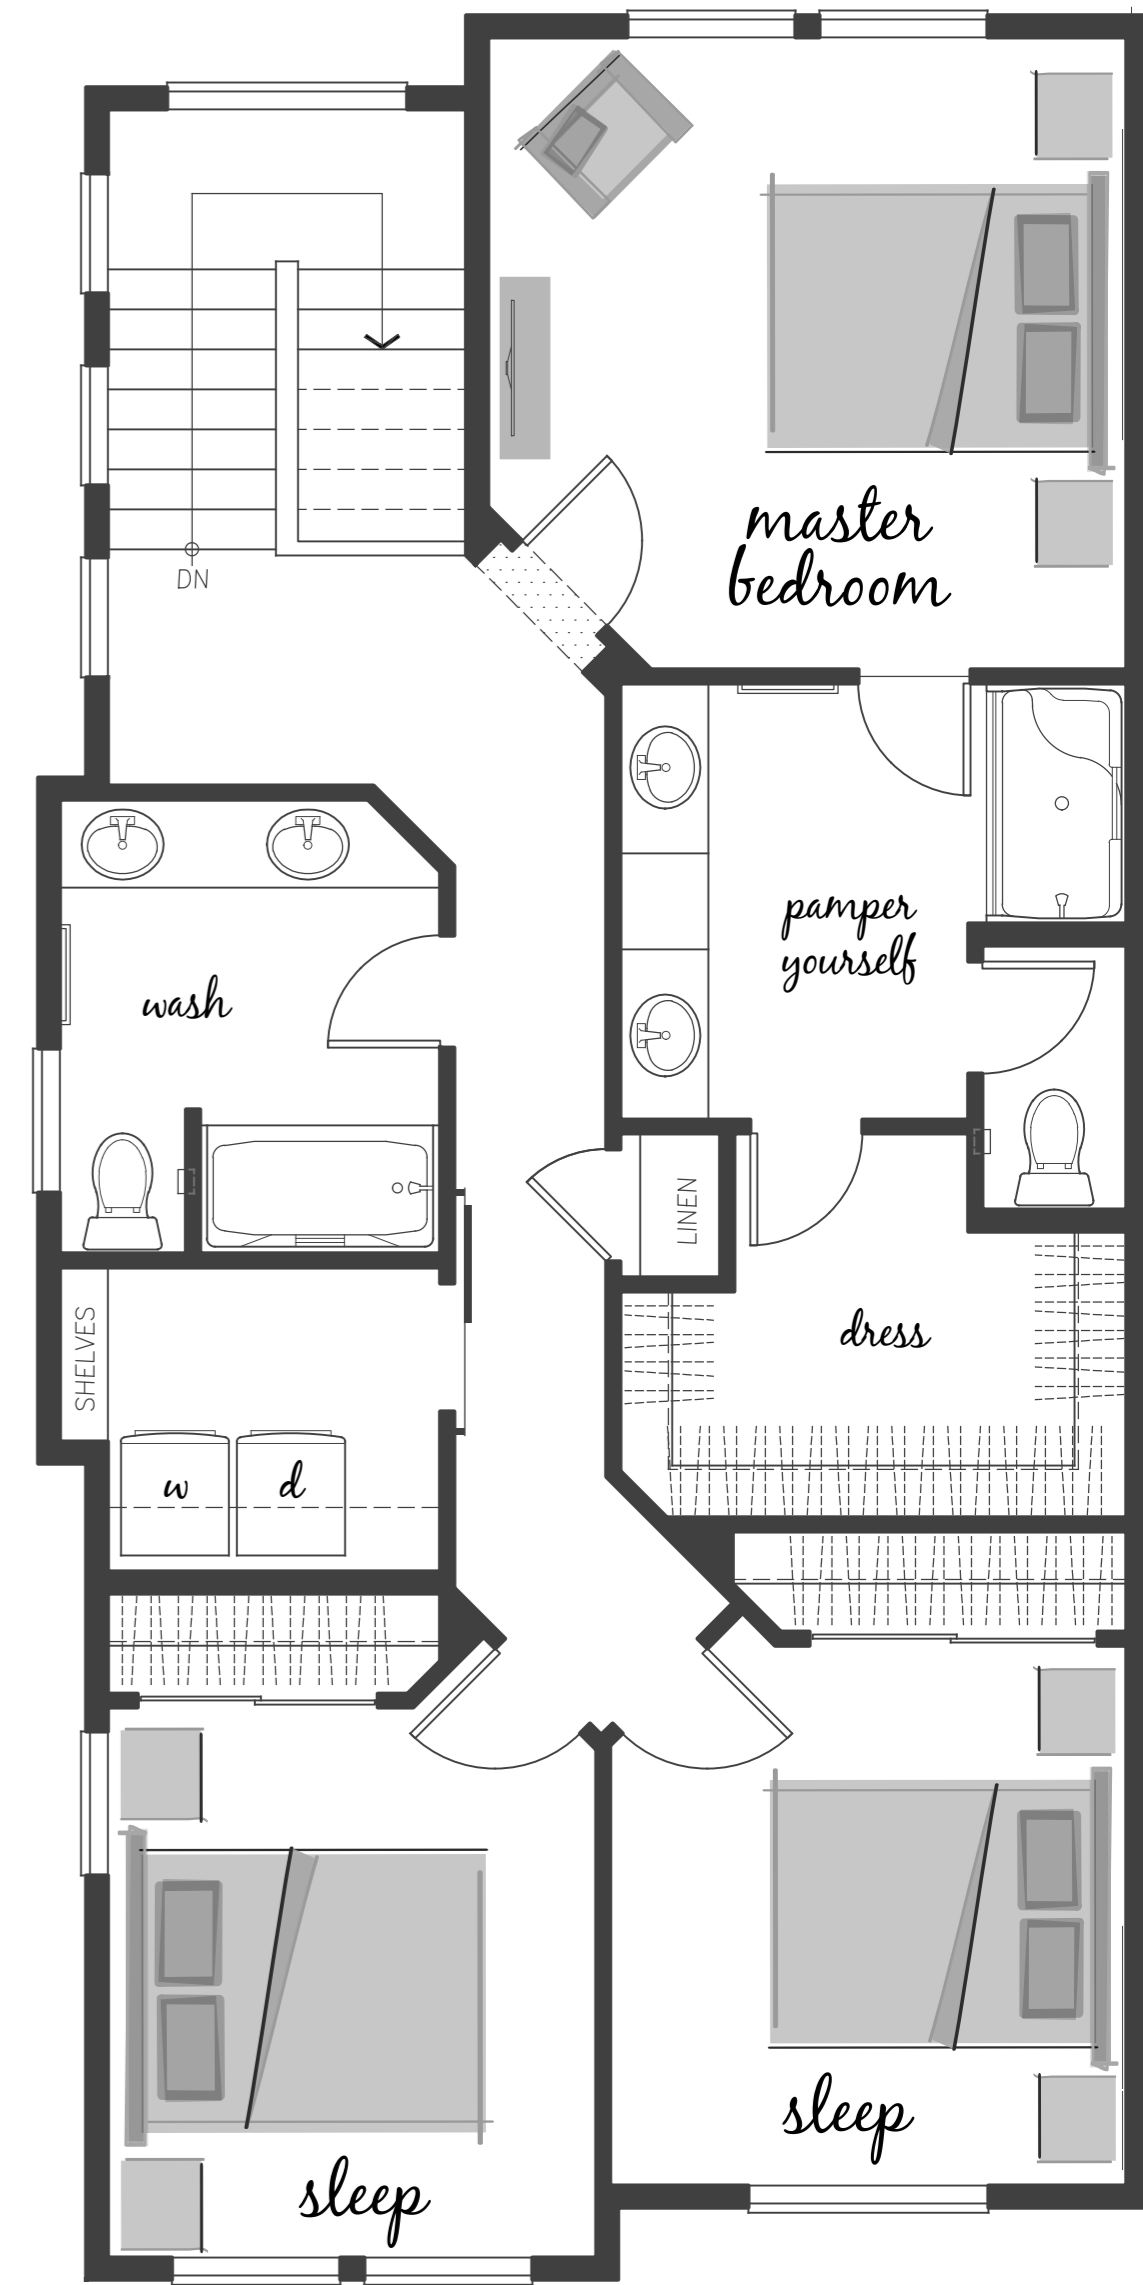 master
bedroom
DN
pamper
yourself
wash
LINEN
SHELVES
dress
w
d
sleep
sleep